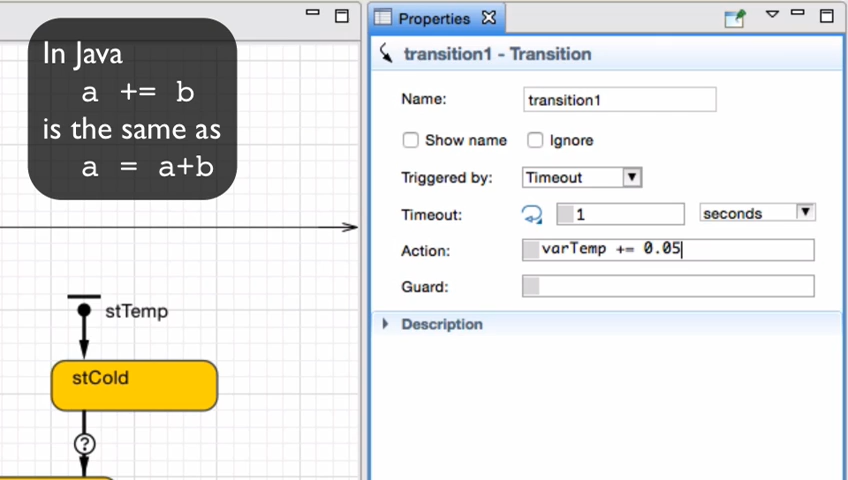 In Java
a += b
is the same as
a = a+b
stTemp
stCold
?
Properties
transition1 - Transition
Name: transition1
Show name Ignore
Triggered by: Timeout
Timeout: 1 seconds
Action: varTemp += 0.05
Guard:
Description